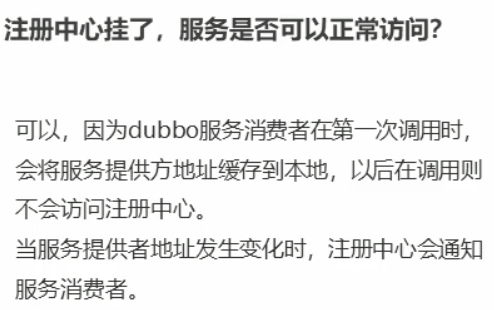 注册中心挂了，服务是否可以正常访问？
可以，因为dubbo服务消费者在第一次调用时，
会将服务提供方地址缓存到本地，以后在调用则
不会访问注册中心。
当服务提供者地址发生变化时，注册中心会通知
服务消费者。